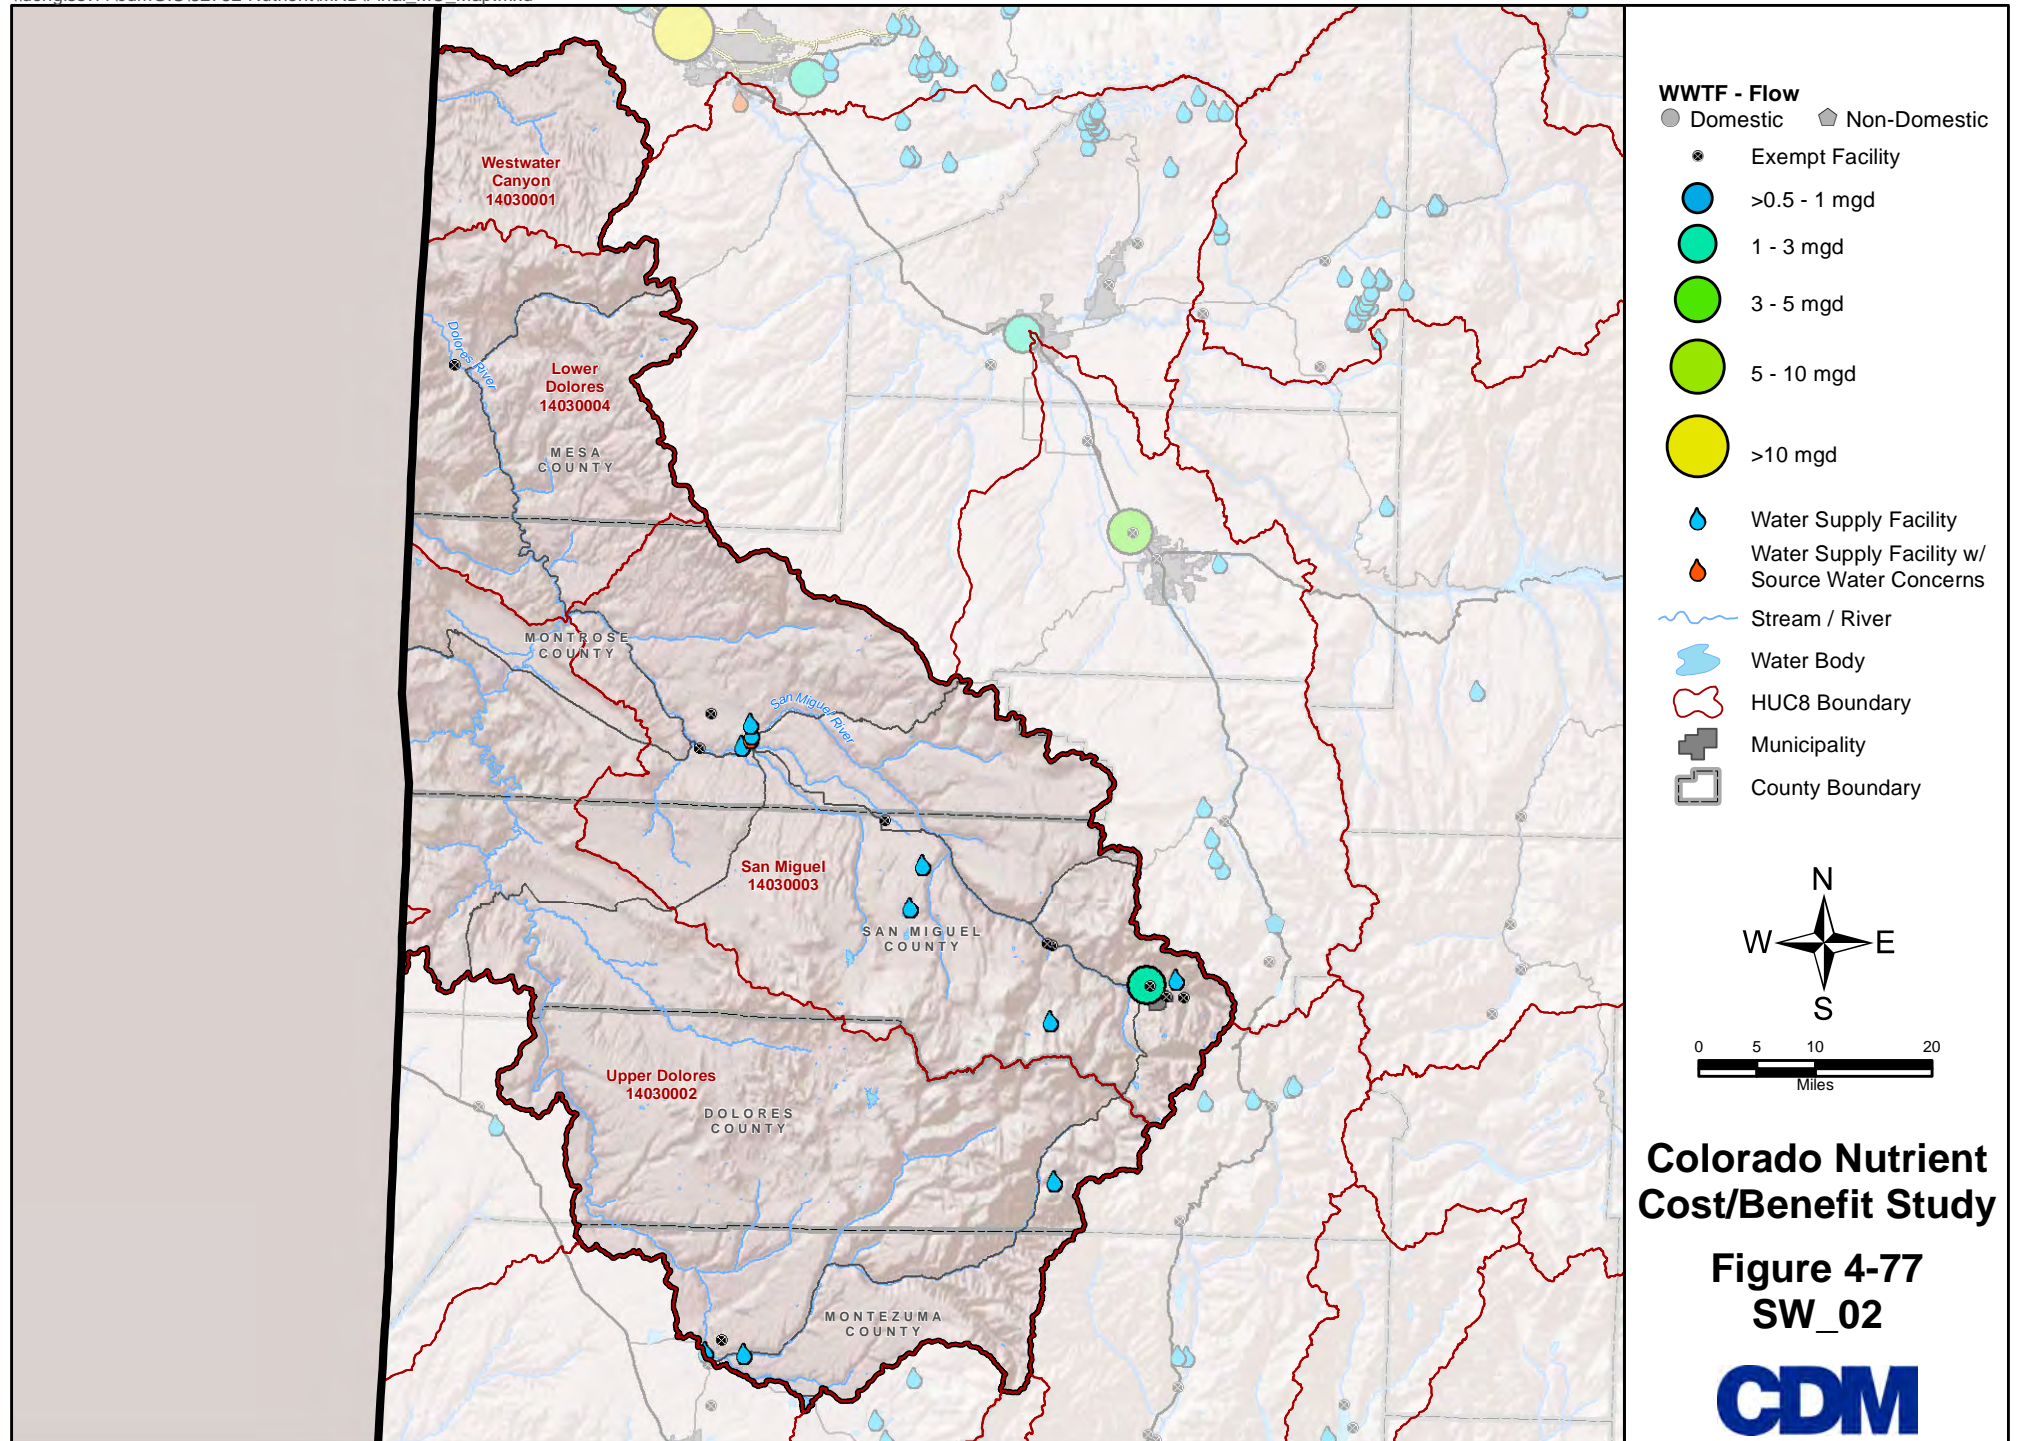 Westwater
Canyon
14030001
Dolores River
Lower
Dolores
14030004
MESA
COUNTY
MONTROSE
COUNTY
San Miguel River
San Miguel
14030003
SAN MIGUEL
COUNTY
Upper Dolores
14030002
DOLORES
COUNTY
MONTEZUMA
COUNTY
WWTF - Flow
Domestic
Non-Domestic
Exempt Facility
>0.5 - 1 mgd
1 - 3 mgd
3 - 5 mgd
5 - 10 mgd
>10 mgd
Water Supply Facility
Water Supply Facility w/
Source Water Concerns
Stream / River
Water Body
HUC8 Boundary
Municipality
County Boundary
N
W E
S
0 5 10 20
Miles
Colorado Nutrient
Cost/Benefit Study
Figure 4-77
SW_02
CDM